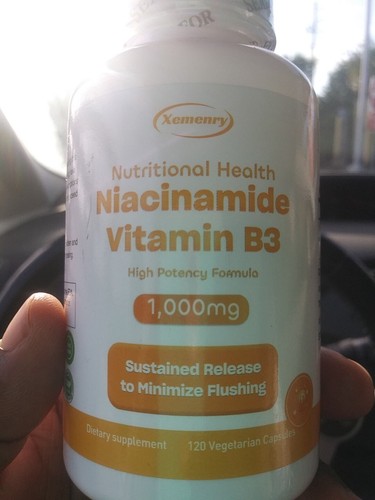 FOR
Xemenry
Nutritional Health
Niacinamide
Vitamin B3
High Potency Formula
1,000mg
Sustained Release
to Minimize Flushing
Dietary supplement
120 Vegetarian Capsules